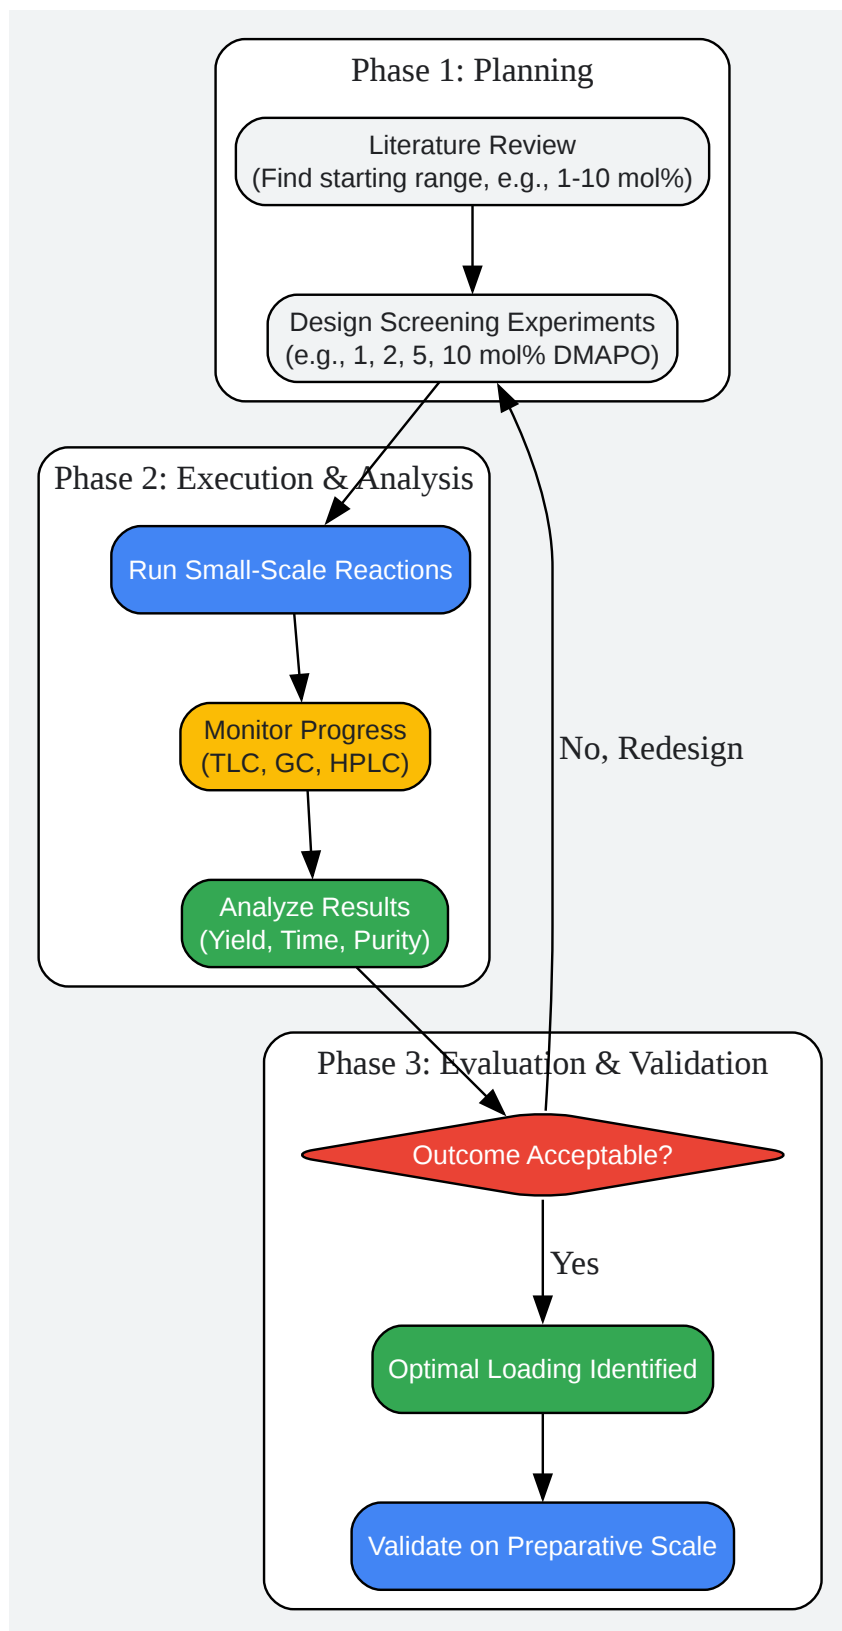 Phase 1: Planning
Literature Review
(Find starting range, e.g., 1-10 mol%)
Design Screening Experiments
(e.g., 1, 2, 5, 10 mol% DMAPO)
Phase 2: Execution & Analysis
Run Small-Scale Reactions
Monitor Progress
(TLC, GC, HPLC)
No, Redesign
Analyze Results
(Yield, Time, Purity)
Phase 3: Evaluation & Validation
Outcome Acceptable?
Yes
Optimal Loading Identified
Validate on Preparative Scale